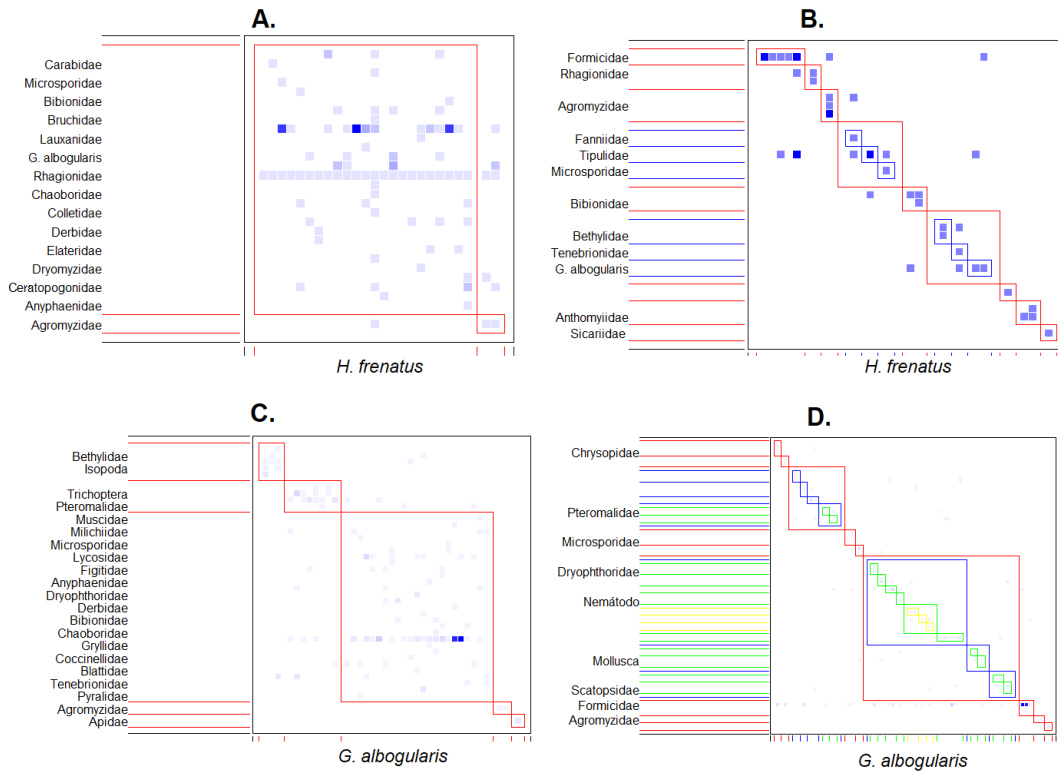 A.
Carabidae
Microsporidae
Bibionidae
Bruchidae
Lauxanidae
G. albogularis
Rhagionidae
Chaoboridae
Colletidae
Derbidae
Elateridae
Dryomyzidae
Ceratopogonidae
Anyphaenidae
Agromyzidae
H. frenatus
B.
Formicidae
Rhagionidae
Agromyzidae
Fanniidae
Tipulidae
Microsporidae
Bibionidae
Bethylidae
Tenebrionidae
G. albogularis
Anthomyiidae
Sicariidae
H. frenatus
C.
Bethylidae
Isopoda
Trichoptera
Pteromalidae
Muscidae
Milichiidae
Microsporidae
Lycosidae
Figitidae
Anyphaenidae
Dryophthoridae
Derbidae
Bibionidae
Chaoboridae
Gryllidae
Coccinellidae
Blattidae
Tenebrionidae
Pyralidae
Agromyzidae
Apidae
G. albogularis
D.
Chrysopidae
Pteromalidae
Microsporidae
Dryophthoridae
Nemátodo
Mollusca
Scatopsidae
Formicidae
Agromyzidae
G. albogularis